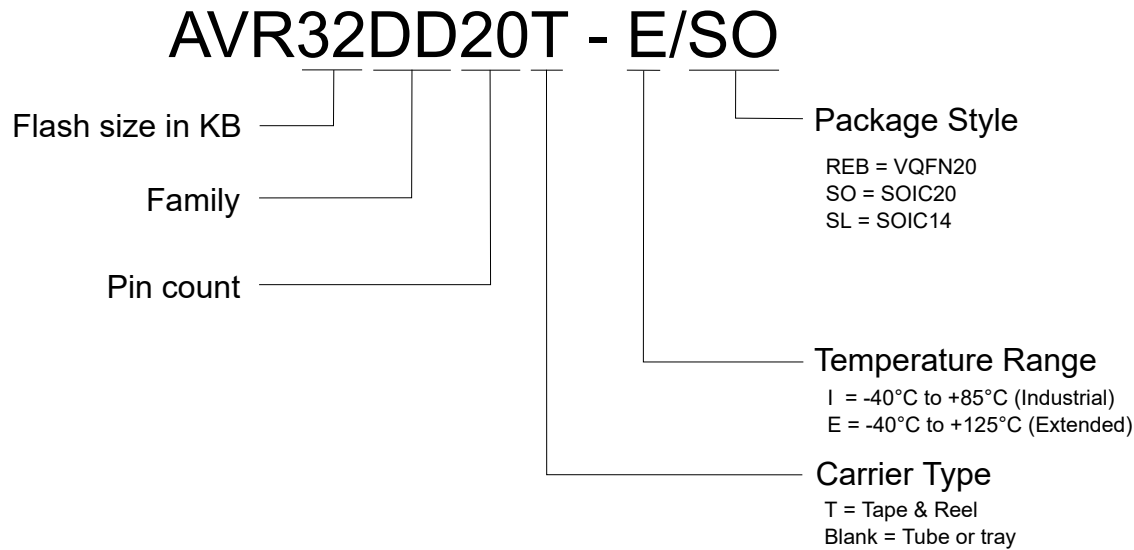 AVR32DD20T - E/SO
Flash size in KB
Family
Pin count
Package Style
REB = VQFN20
SO = SOIC20
SL = SOIC14
Temperature Range
I = -40°C to +85°C (Industrial)
E = -40°C to +125°C (Extended)
Carrier Type
T = Tape & Reel
Blank = Tube or tray